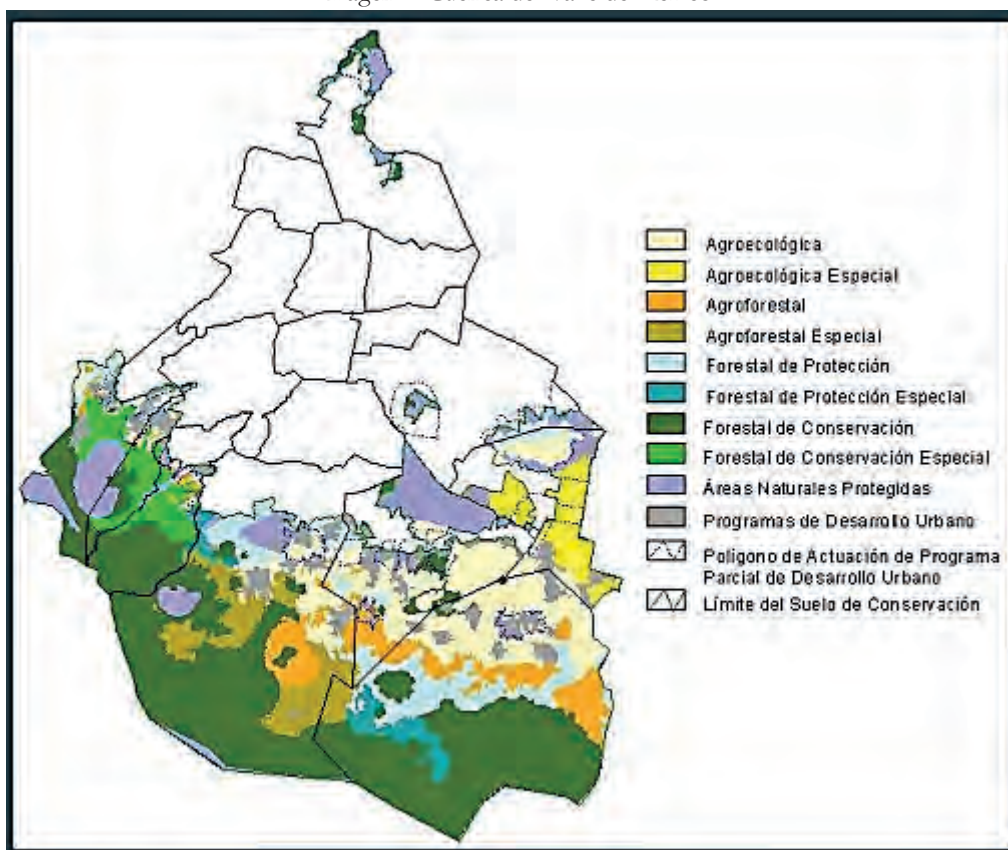 Agroecológica
Agroecológica Especial
Agroforestal
Agroforestal Especial
Forestal de Protección
Forestal de Protección Especial
Forestal de Conservación
Forestal de Conservación Especial
Áreas Naturales Protegidas
Programas de Desarrollo Urbano
Polígono de Actuación de Programa
Parcial de Desarrollo Urbano
Límite del Suelo de Conservación